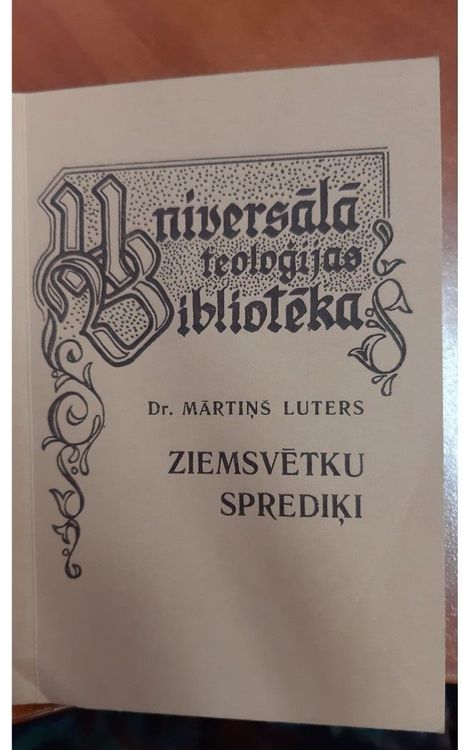 Universālā
teoloģijas
Bibliotēka
Dr. MĀRTIŅŠ LUTERS
ZIEMSVĒTKU
SPREDIĶI